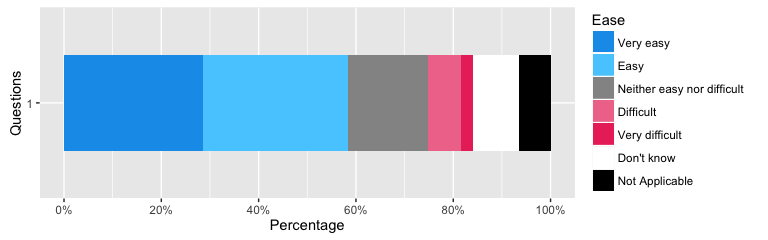 Questions
1
0%
20%
40%
60%
80%
100%
Percentage
Ease
Very easy
Easy
Neither easy nor difficult
Difficult
Very difficult
Don't know
Not Applicable